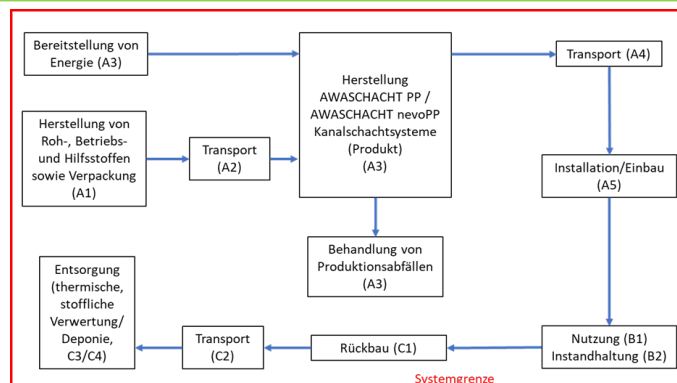 Bereitstellung von
Energie (A3)
Herstellung
AWASCHACHT PP /
AWASCHACHT nevoPP
Kanalschachtsysteme
(Produkt)
(A3)
Transport (A4)
Herstellung von
Roh-, Betriebs-
und Hilfsstoffen
sowie Verpackung
(A1)
Transport
(A2)
Installation/Einbau
(A5)
Behandlung von
Produktionsabfällen
(A3)
Entsorgung
(thermische,
stoffliche
Verwertung/
Deponie,
C3/C4)
Transport
(C2)
Rückbau (C1)
Nutzung (B1)
Instandhaltung (B2)
Systemgrenze